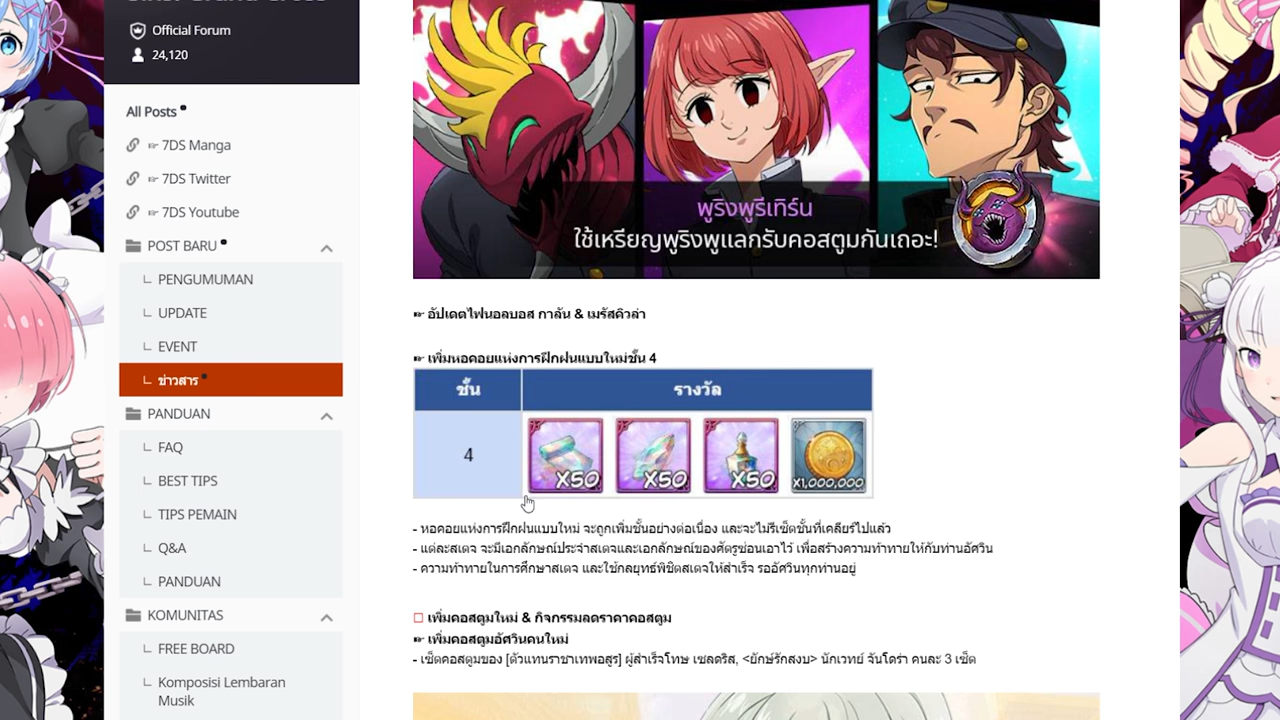 Official Forum
24,120
All Posts
☞ 7DS Manga
☞ 7DS Twitter
☞ 7DS Youtube
POST BARU
PENGUMUMAN
UPDATE
EVENT
ข่าวสาร
PANDUAN
FAQ
BEST TIPS
TIPS PEMAIN
Q&A
PANDUAN
KOMUNITAS
FREE BOARD
Komposisi Lembaran
Musik
พูริงพูรีเทิร์น
ใช้เหรียญพูริงพูแลกรับคอสตูมกันเถอะ!
☞ อัปเดตไฟนอลบอส กาลัน & เมรัสคิวล่า
☞ เพิ่มหอคอยแห่งการฝึกฝนแบบใหม่ชั้น 4
ชั้น รางวัล
4 X50 X50 X50 X1,000,000
- หอคอยแห่งการฝึกฝนแบบใหม่ จะถูกเพิ่มชั้นอย่างต่อเนื่อง และจะไม่รีเซ็ตชั้นที่เคลียร์ไปแล้ว
- แต่ละสเตจ จะมีเอกลักษณ์ประจำสเตจและเอกลักษณ์ของศัตรูซ่อนเอาไว้ เพื่อสร้างความท้าทายให้กับท่านอัศวิน
- ความท้าทายในการศึกษาสเตจ และใช้กลยุทธ์พิชิตสเตจให้สำเร็จ รออัศวินทุกท่านอยู่
□ เพิ่มคอสตูมใหม่ & กิจกรรมลดราคาคอสตูม
☞ เพิ่มคอสตูมอัศวินคนใหม่
- เซ็ตคอสตูมของ [ตัวแทนราชาเทพอสูร] ผู้สำเร็จโทษ เซลดริส, <ยักษ์รักสงบ> นักเวทย์ จันโดร่า คนละ 3 เซ็ต